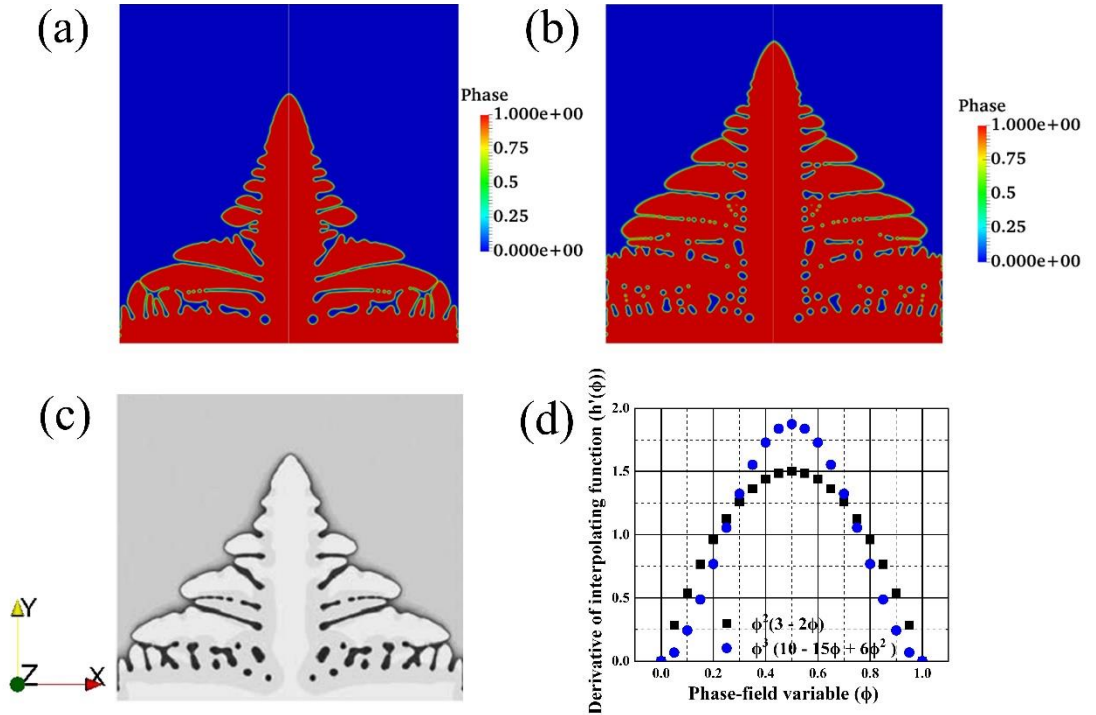 (a)
Phase
1.000e+00
0.75
0.5
0.25
0.000e+00
(b)
Phase
1.000e+00
0.75
0.5
0.25
0.000e+00
(c)
Y
Z
X
(d)
Derivative of interpolating function (h'(ϕ))
2.0
1.5
1.0
0.5
0.0
ϕ²(3 - 2ϕ)
ϕ³ (10 - 15ϕ + 6ϕ² )
0.0 0.2 0.4 0.6 0.8 1.0
Phase-field variable (ϕ)